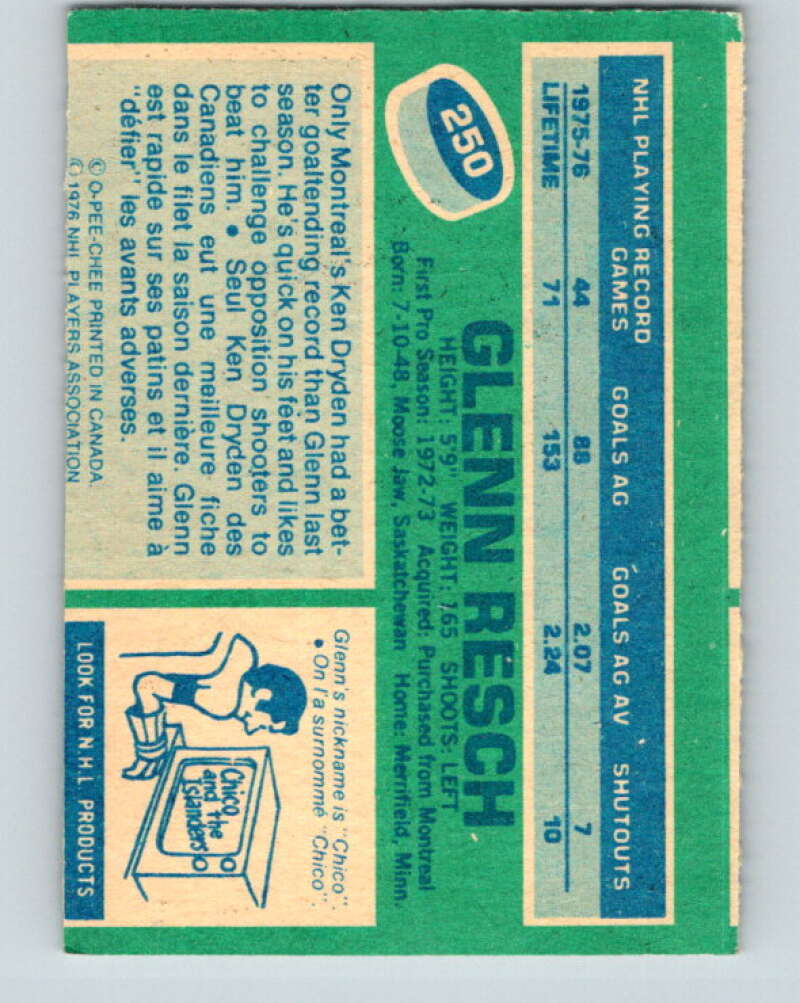 NHL PLAYING RECORD
GAMES GOALS AG GOALS AG AV SHUTOUTS
1975-76 44 88 2.07 7
LIFETIME 71 153 2.24 10
250
GLENN RESCH
HEIGHT: 5'9" WEIGHT: 165 SHOOTS: LEFT
First Pro Season: 1972-73 Acquired: Purchased from Montreal
Born: 7-10-48, Moose Jaw, Saskatchewan Home: Merrifield, Minn.
Only Montreal's Ken Dryden had a bet-
ter goaltending record than Glenn last
season. He's quick on his feet and likes
to challenge opposition shooters to
beat him. • Seul Ken Dryden des
Canadiens eut une meilleure fiche
dans le filet la saison dernière. Glenn
est rapide sur ses patins et il aime à
"défier" les avants adverses.
© O-PEE-CHEE PRINTED IN CANADA
© 1976 NHL PLAYERS ASSOCIATION
Glenn's nickname is "Chico".
• On l'a surnommé "Chico".
Chico
and the
Islanders
LOOK FOR N.H.L. PRODUCTS